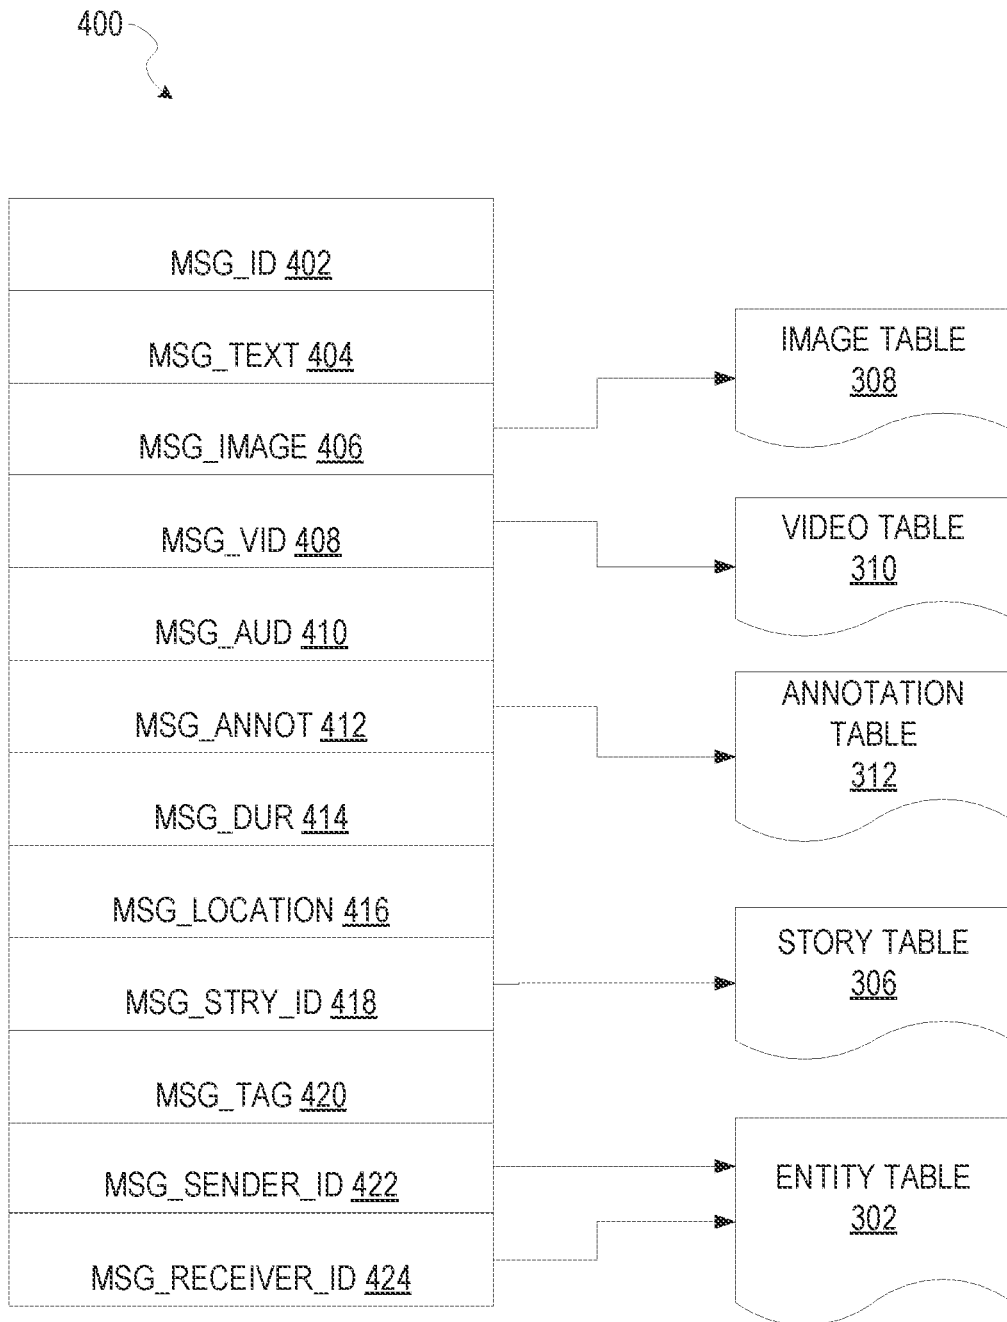 400
MSG_ID 402
MSG_TEXT 404
MSG_IMAGE 406
MSG_VID 408
MSG_AUD 410
MSG_ANNOT 412
MSG_DUR 414
MSG_LOCATION 416
MSG_STRY_ID 418
MSG_TAG 420
MSG_SENDER_ID 422
MSG_RECEIVER_ID 424
IMAGE TABLE
308
VIDEO TABLE
310
ANNOTATION
TABLE
312
STORY TABLE
306
ENTITY TABLE
302